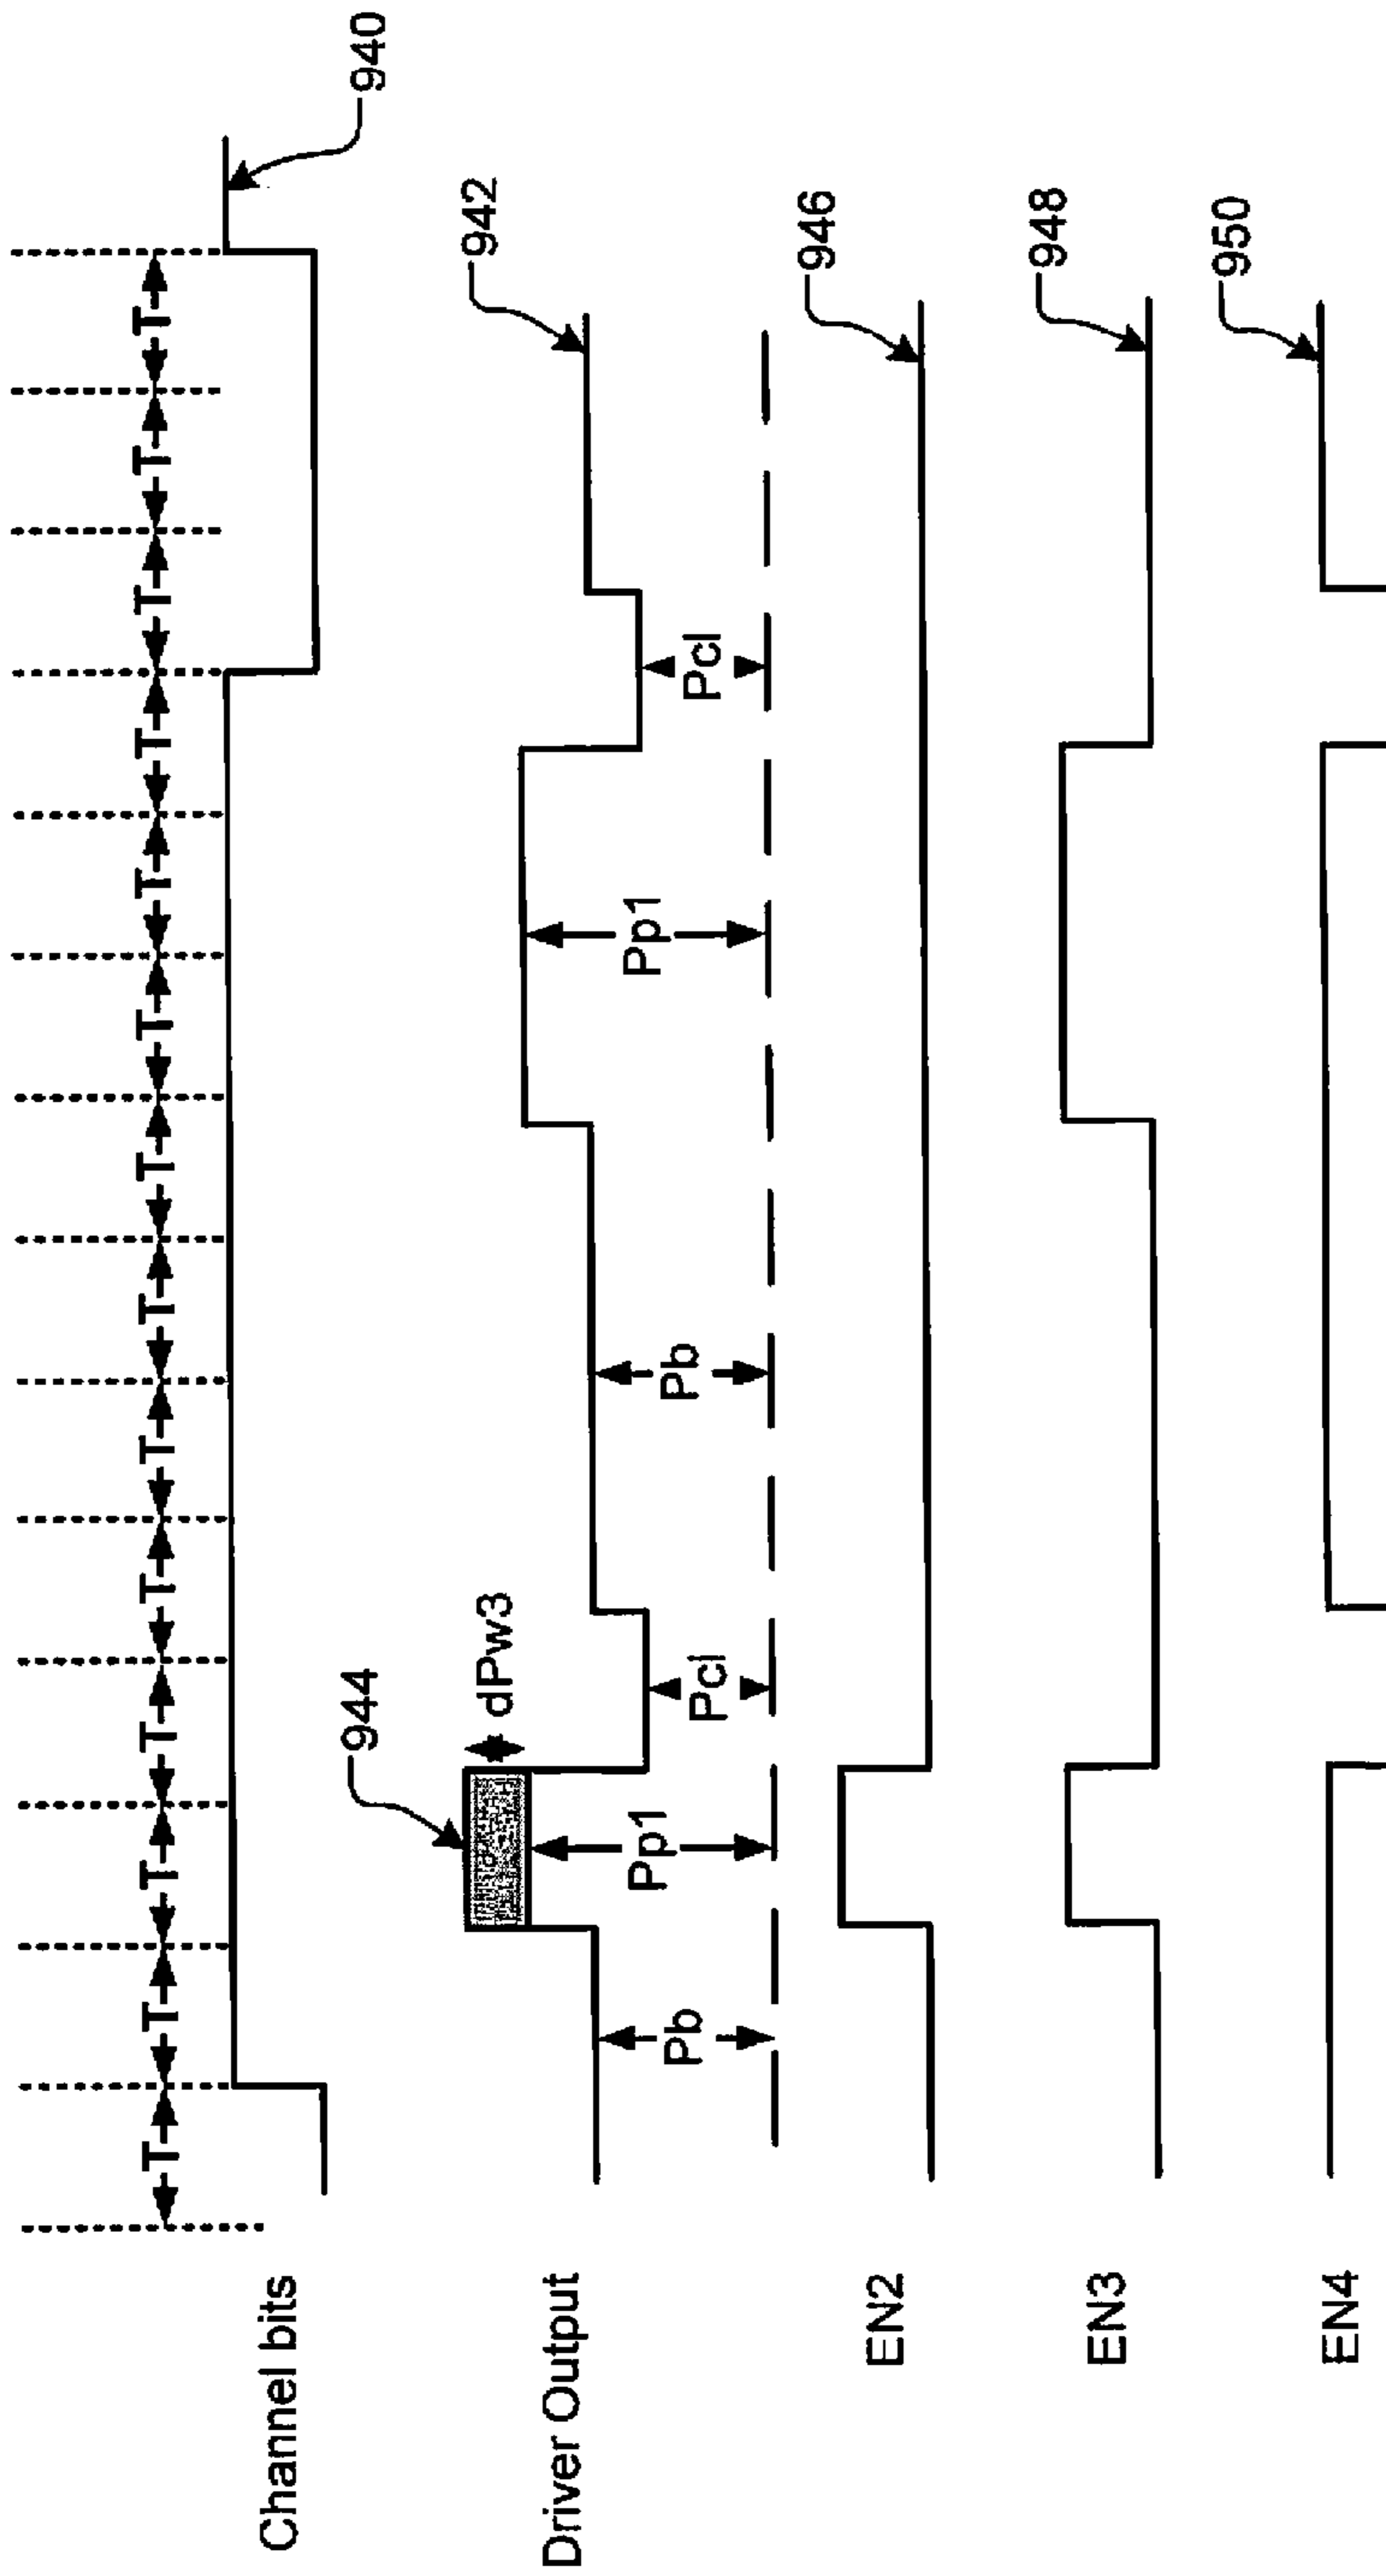 T T T T T T T T T T T T T T
Channel bits
940
944
dPw3
942
Driver Output
Pb
Pp1
Pcl
Pb
Pp1
Pcl
EN2
946
EN3
948
EN4
950